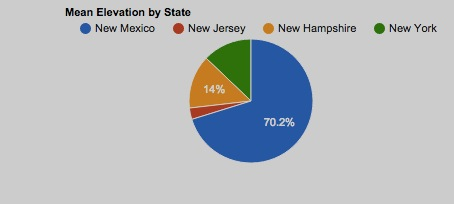 Mean Elevation by State
New Mexico New Jersey New Hampshire New York
14%
70.2%